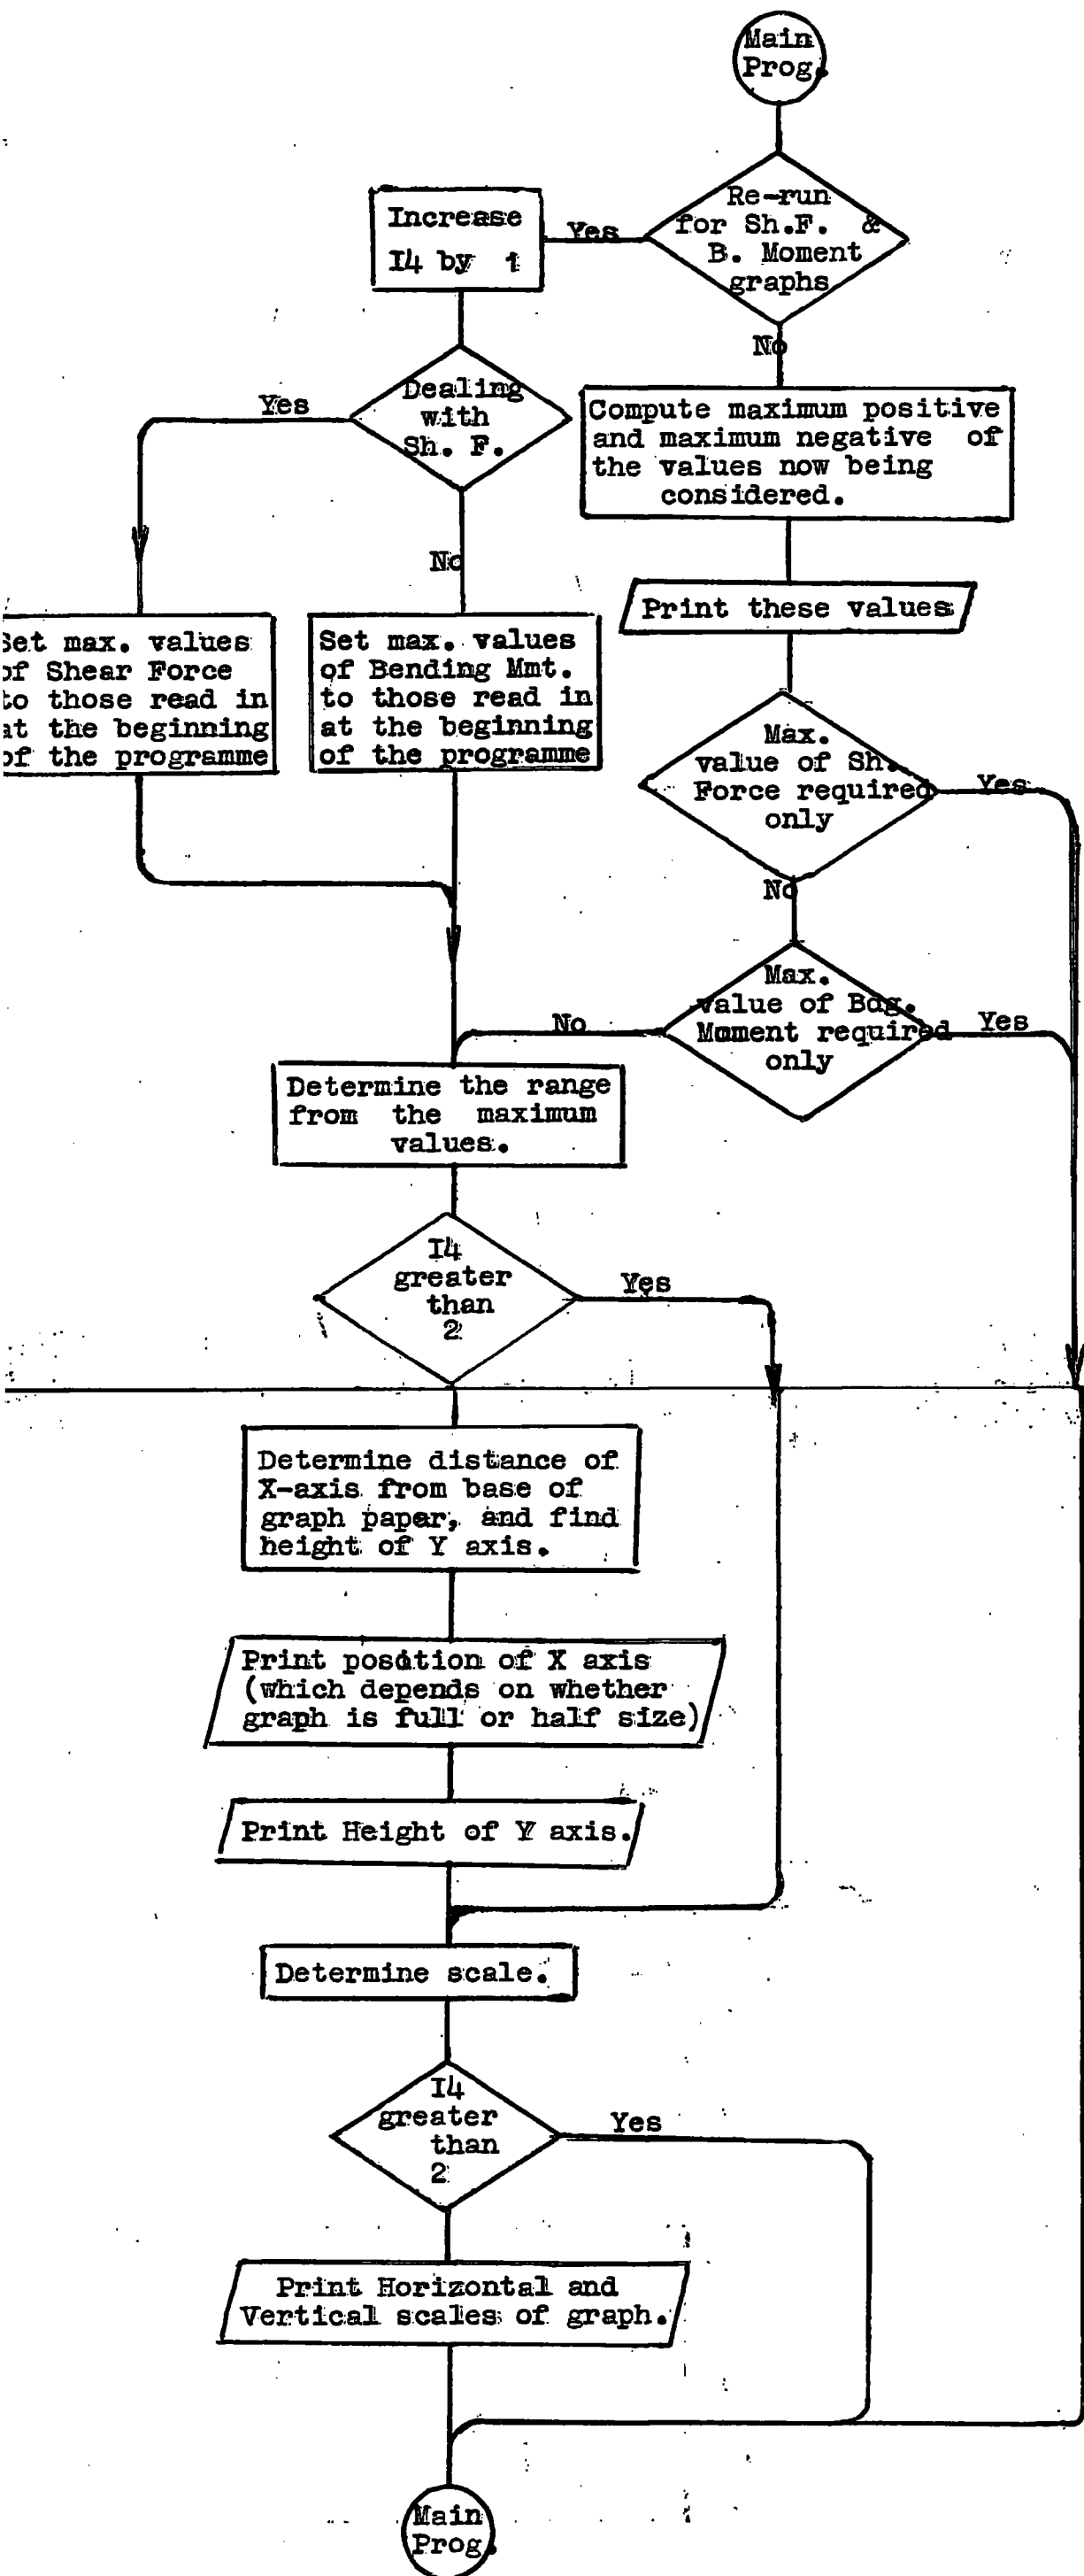 Main
Prog.
Re-run
for Sh.F. &
B. Moment
graphs
Yes
Increase
I4 by 1
No
Dealing
with
Sh. F.
Yes
Compute maximum positive
and maximum negative of
the values now being
considered.
No
Print these values
Set max. values
of Shear Force
to those read in
at the beginning
of the programme
Set max. values
of Bending Mmt.
to those read in
at the beginning
of the programme
Max.
value of Sh.
Force required
only
Yes
No
Max.
value of Bdg.
Moment required
only
No
Yes
Determine the range
from the maximum
values.
I4
greater
than
2
Yes
Determine distance of
X-axis from base of
graph paper, and find
height of Y axis.
Print position of X axis
(which depends on whether
graph is full or half size)
Print Height of Y axis.
Determine scale.
I4
greater
than
2
Yes
Print Horizontal and
Vertical scales of graph.
Main
Prog.